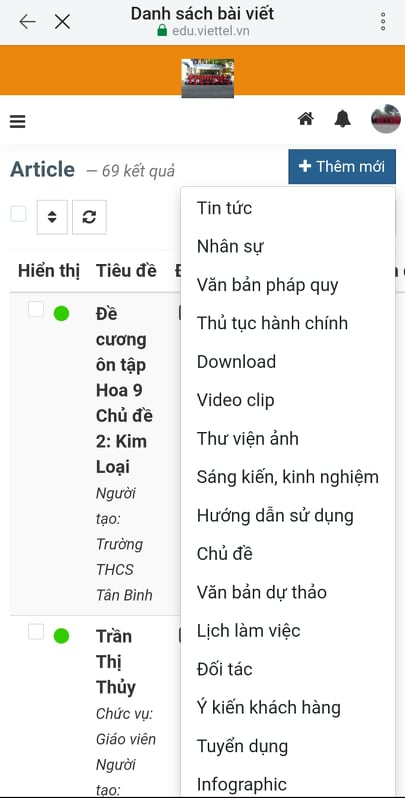 Danh sách bài viết
edu.viettel.vn
Article — 69 kết quả
Thêm mới
Hiển thị Tiêu đề
Tin tức
Nhân sự
Văn bản pháp quy
Thủ tục hành chính
Download
Video clip
Thư viện ảnh
Sáng kiến, kinh nghiệm
Hướng dẫn sử dụng
Chủ đề
Văn bản dự thảo
Lịch làm việc
Đối tác
Ý kiến khách hàng
Tuyển dụng
Infographic
Đề
cương
ôn tập
Hoa 9
Chủ đề
2: Kim
Loại
Người
tạo:
Trường
THCS
Tân Bình
Trần
Thị
Thủy
Chức vụ:
Giáo viên
Người
tạo: